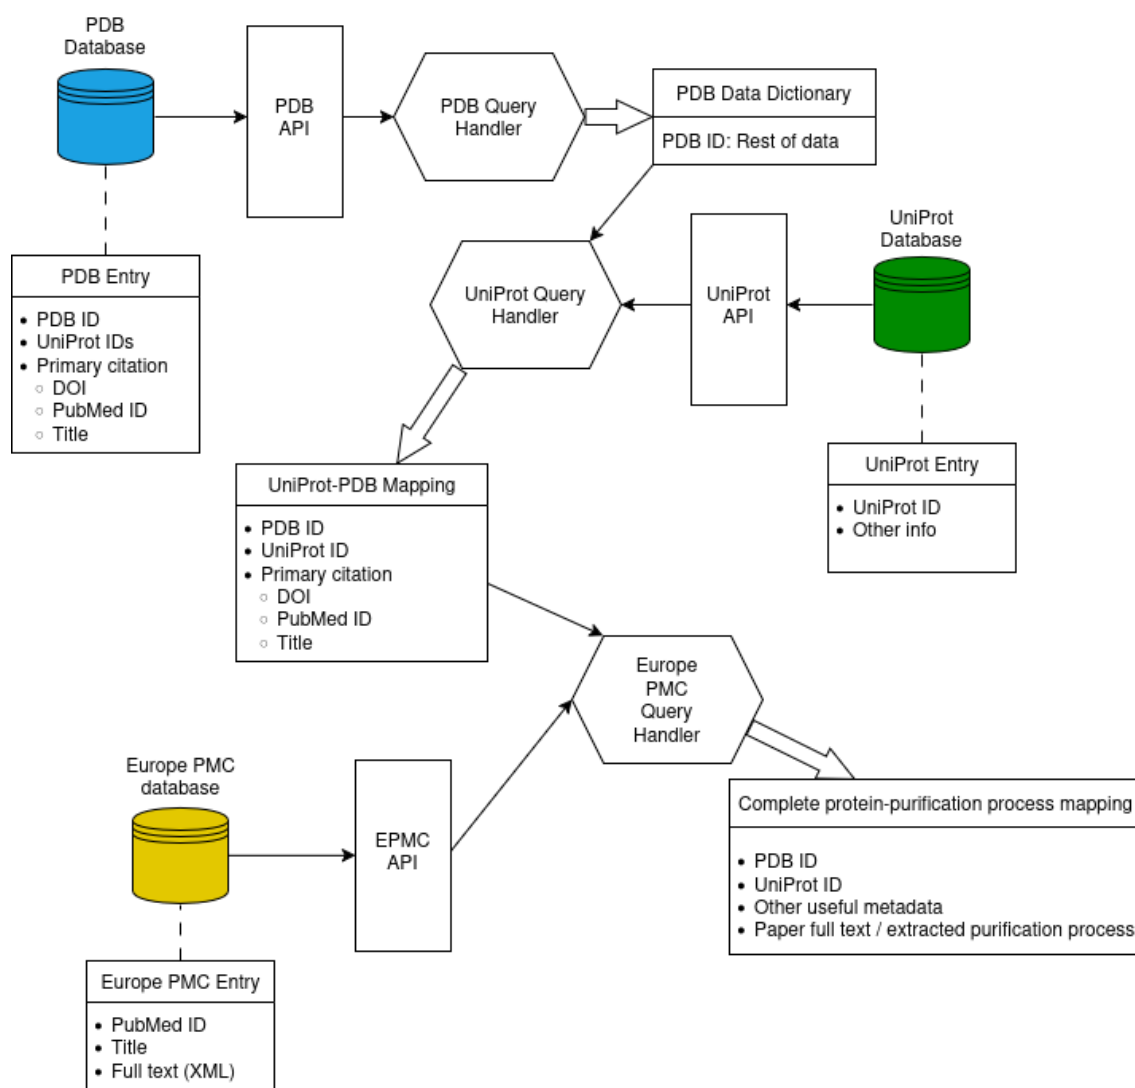 PDB
Database
PDB
API
PDB Query
Handler
PDB Data Dictionary
PDB ID: Rest of data
UniProt
Database
PDB Entry
• PDB ID
• UniProt IDs
• Primary citation
○ DOI
○ PubMed ID
○ Title
UniProt Query
Handler
UniProt
API
UniProt Entry
• UniProt ID
• Other info
UniProt-PDB Mapping
• PDB ID
• UniProt ID
• Primary citation
○ DOI
○ PubMed ID
○ Title
Europe
PMC
Query
Handler
Europe PMC
database
EPMC
API
Complete protein-purification process mapping
• PDB ID
• UniProt ID
• Other useful metadata
• Paper full text / extracted purification process
Europe PMC Entry
• PubMed ID
• Title
• Full text (XML)